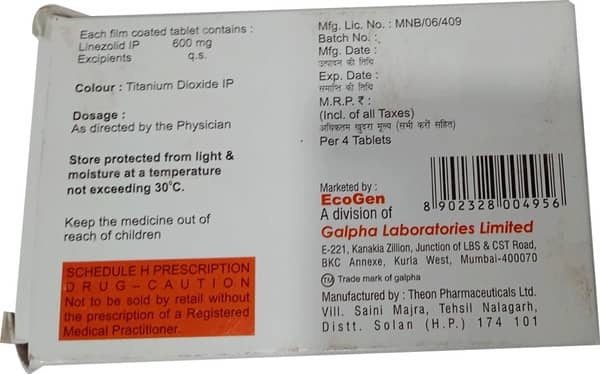 Each film coated tablet contains :
Linezolid IP 600 mg
Excipients q.s.
Colour : Titanium Dioxide IP
Dosage :
As directed by the Physician
Store protected from light &
moisture at a temperature
not exceeding 30°C.
Keep the medicine out of
reach of children
SCHEDULE H PRESCRIPTION
DRUG – CAUTION
Not to be sold by retail without
the prescription of a Registered
Medical Practitioner.
Mfg. Lic. No. : MNB/06/409
Batch No. :
Mfg. Date :
उत्पादन की तिथि
Exp. Date :
समाप्ति की तिथि
M.R.P. ₹ :
(Incl. of all Taxes)
अधिकतम खुदरा मूल्य (सभी करों सहित)
Per 4 Tablets
Marketed by :
EcoGen
A division of
Galpha Laboratories Limited
E-221, Kanakia Zillion, Junction of LBS & CST Road,
BKC Annexe, Kurla West, Mumbai-400070
TM Trade mark of galpha
Manufactured by : Theon Pharmaceuticals Ltd.
Vill. Saini Majra, Tehsil Nalagarh,
Distt. Solan (H.P.) 174 101
8 902328 004956